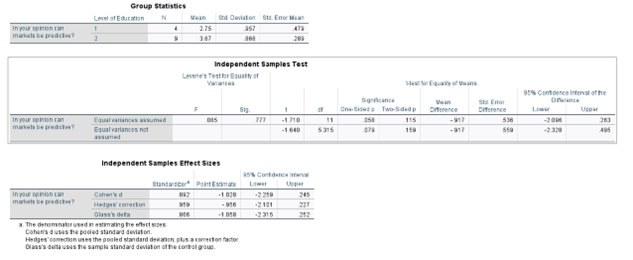 Group Statistics
Level of Education N Mean Std. Deviation Std. Error Mean
In your opinion can markets be predictive? 1 4 2.75 .957 .479
2 9 3.67 .866 .289
Independent Samples Test
Levene's Test for Equality of Variances t-test for Equality of Means
Significance Mean Difference Std. Error Difference 95% Confidence Interval of the Difference
F Sig. t df One-Sided p Two-Sided p Lower Upper
In your opinion can markets be predictive? Equal variances assumed .085 .777 -1.710 11 .058 .115 -.917 .536 -2.096 .263
Equal variances not assumed -1.640 5.315 .079 .159 -.917 .559 -2.328 .495
Independent Samples Effect Sizes
95% Confidence Interval
Standardizerᵃ Point Estimate Lower Upper
In your opinion can markets be predictive? Cohen's d .892 -1.028 -2.259 .245
Hedges' correction .959 -.956 -2.101 .227
Glass's delta .866 -1.058 -2.315 .252
a. The denominator used in estimating the effect sizes.
Cohen's d uses the pooled standard deviation.
Hedges' correction uses the pooled standard deviation, plus a correction factor.
Glass's delta uses the sample standard deviation of the control group.